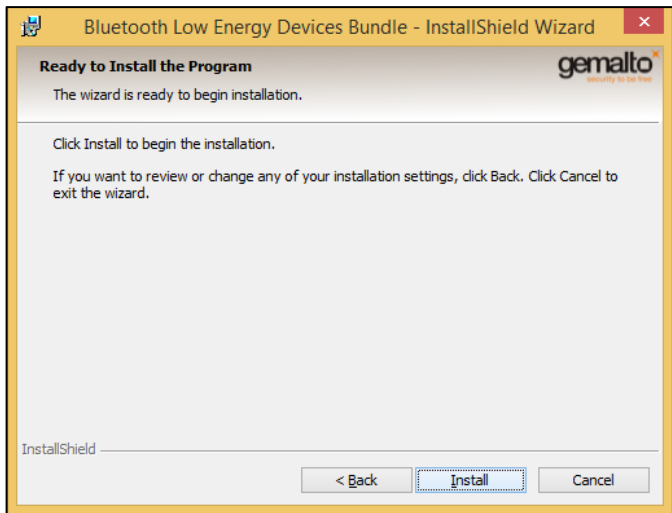 Bluetooth Low Energy Devices Bundle - InstallShield Wizard
Ready to Install the Program
The wizard is ready to begin installation.
gemalto
security to be free
Click Install to begin the installation.
If you want to review or change any of your installation settings, click Back. Click Cancel to
exit the wizard.
InstallShield
< Back
Install
Cancel